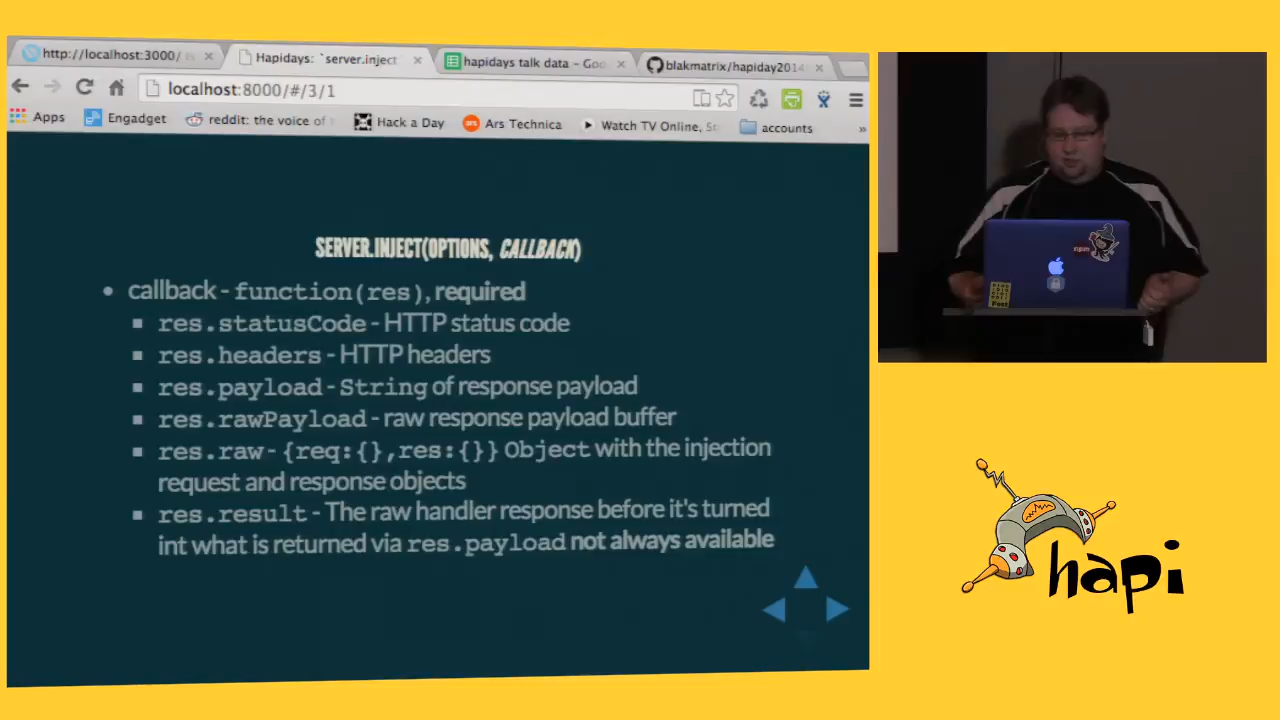 http://localhost:3000/
Hapidays: `server.inject
hapidays talk data - Goo
blakmatrix/hapiday2014
localhost:8000/#/3/1
Apps
Engadget
reddit: the voice of
Hack a Day
ars
Ars Technica
Watch TV Online, St
accounts
»
SERVER.INJECT(OPTIONS, CALLBACK)
• callback - function(res), required
▪ res.statusCode - HTTP status code
▪ res.headers - HTTP headers
▪ res.payload - String of response payload
▪ res.rawPayload - raw response payload buffer
▪ res.raw - {req:{},res:{}} Object with the injection
request and response objects
▪ res.result - The raw handler response before it's turned
int what is returned via res.payload not always available
npm
hapi